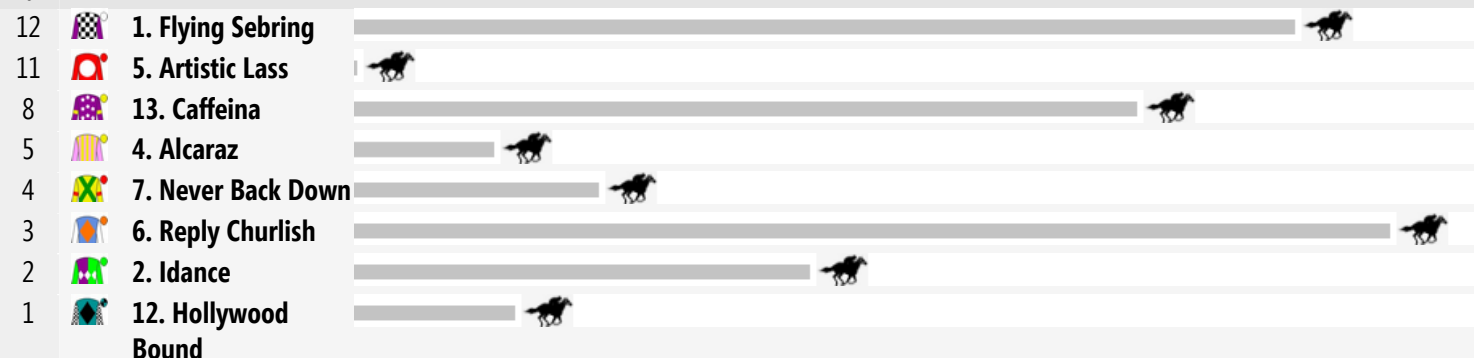 12 1. Flying Sebring
11 5. Artistic Lass
8 13. Caffeina
5 4. Alcaraz
4 7. Never Back Down
3 6. Reply Churlish
2 2. Idance
1 12. Hollywood
Bound